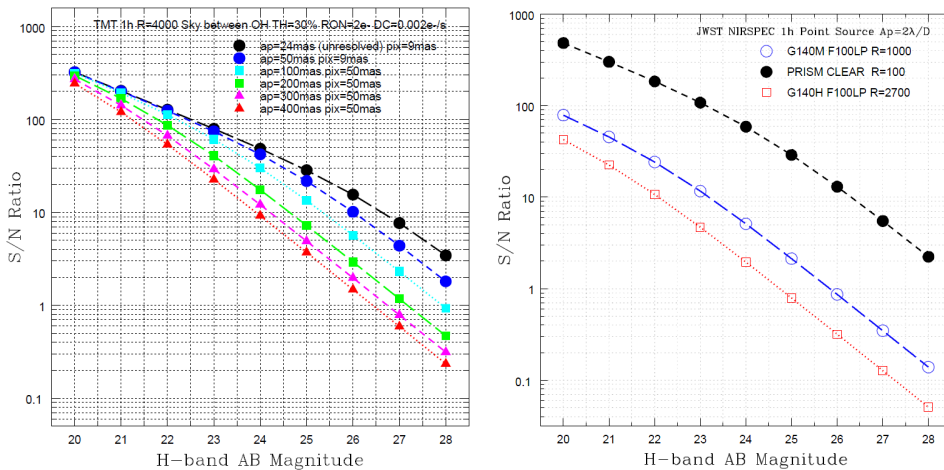 TMT 1h R=4000 Sky between OH TH=30% RON=2e- DC=0.002e-/s
ap=24mas (unresolved) pix=9mas
ap=50mas pix=9mas
ap=100mas pix=50mas
ap=200mas pix=50mas
ap=300mas pix=50mas
ap=400mas pix=50mas
S/N Ratio
100
10
1
0.1
20 21 22 23 24 25 26 27 28
H-band AB Magnitude
JWST NIRSPEC 1h Point Source Ap=2λ/D
G140M F100LP R=1000
PRISM CLEAR R=100
G140H F100LP R=2700
S/N Ratio
1000
100
10
1
0.1
20 21 22 23 24 25 26 27 28
H-band AB Magnitude